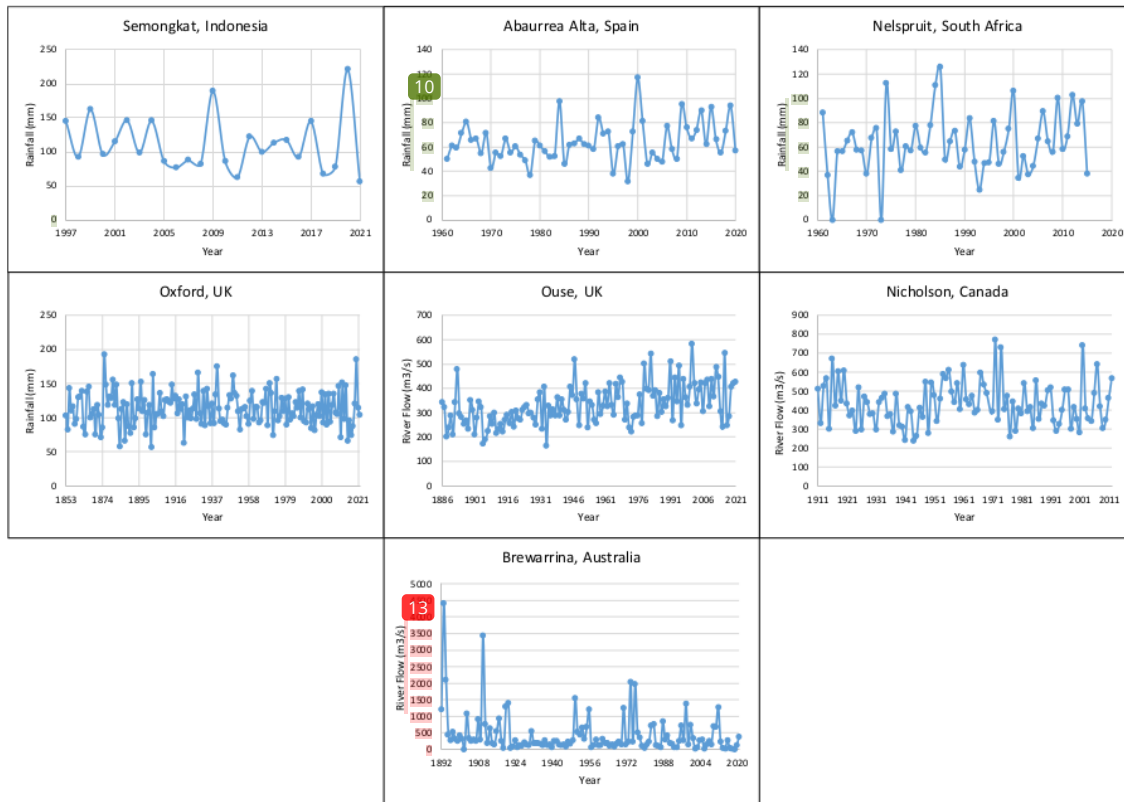 Semongkat, Indonesia
250
200
150
100
50
0
Rainfall (mm)
1997 2001 2005 2009 2013 2017 2021
Year
Abaurrea Alta, Spain
140
120
10
100
80
60
40
20
0
Rainfall (mm)
1960 1970 1980 1990 2000 2010 2020
Year
Nelspruit, South Africa
140
120
100
80
60
40
20
0
Rainfall (mm)
1960 1970 1980 1990 2000 2010 2020
Year
Oxford, UK
250
200
150
100
50
0
Rainfall (mm)
1853 1874 1895 1916 1937 1958 1979 2000 2021
Year
Ouse, UK
700
600
500
400
300
200
100
0
River Flow (m3/s)
1886 1901 1916 1931 1946 1961 1976 1991 2006 2021
Year
Nicholson, Canada
900
800
700
600
500
400
300
200
100
0
River Flow (m3/s)
1911 1921 1931 1941 1951 1961 1971 1981 1991 2001 2011
Year
Brewarrina, Australia
5000
13
3500
3000
2500
2000
1500
1000
500
0
River Flow (m3/s)
1892 1908 1924 1940 1956 1972 1988 2004 2020
Year